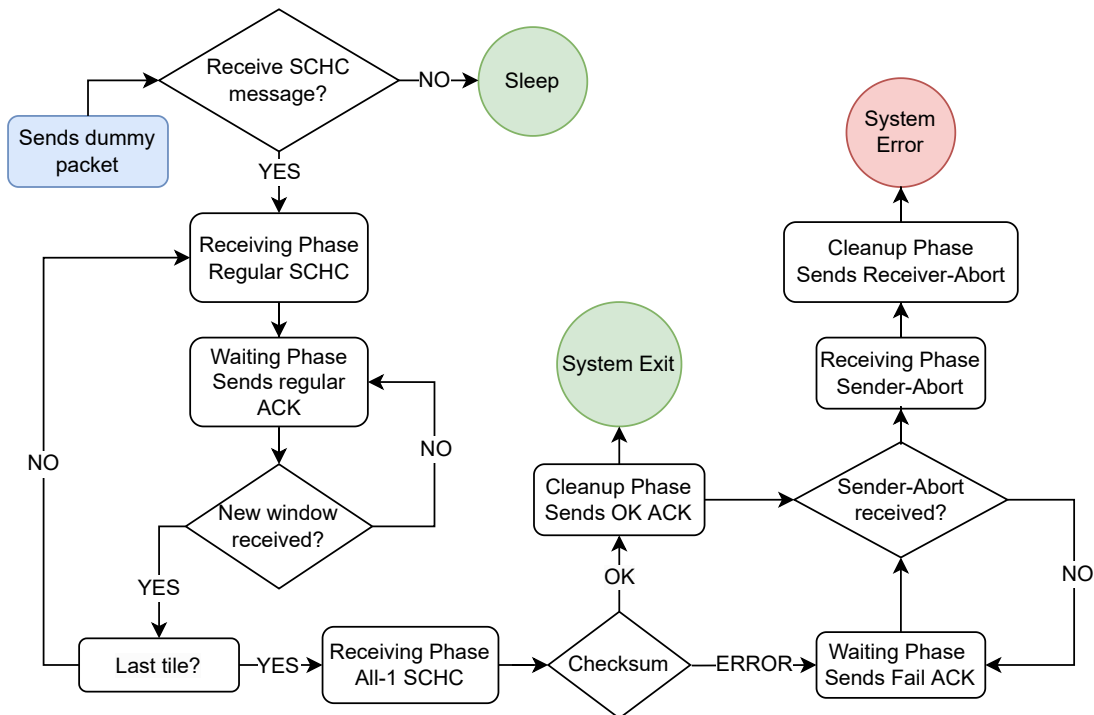 Receive SCHC
message?
NO
Sleep
Sends dummy
packet
YES
Receiving Phase
Regular SCHC
Waiting Phase
Sends regular
ACK
NO
New window
received?
YES
NO
Last tile?
YES
Receiving Phase
All-1 SCHC
Checksum
OK
Cleanup Phase
Sends OK ACK
System Exit
ERROR
Waiting Phase
Sends Fail ACK
Sender-Abort
received?
NO
Receiving Phase
Sender-Abort
Cleanup Phase
Sends Receiver-Abort
System
Error